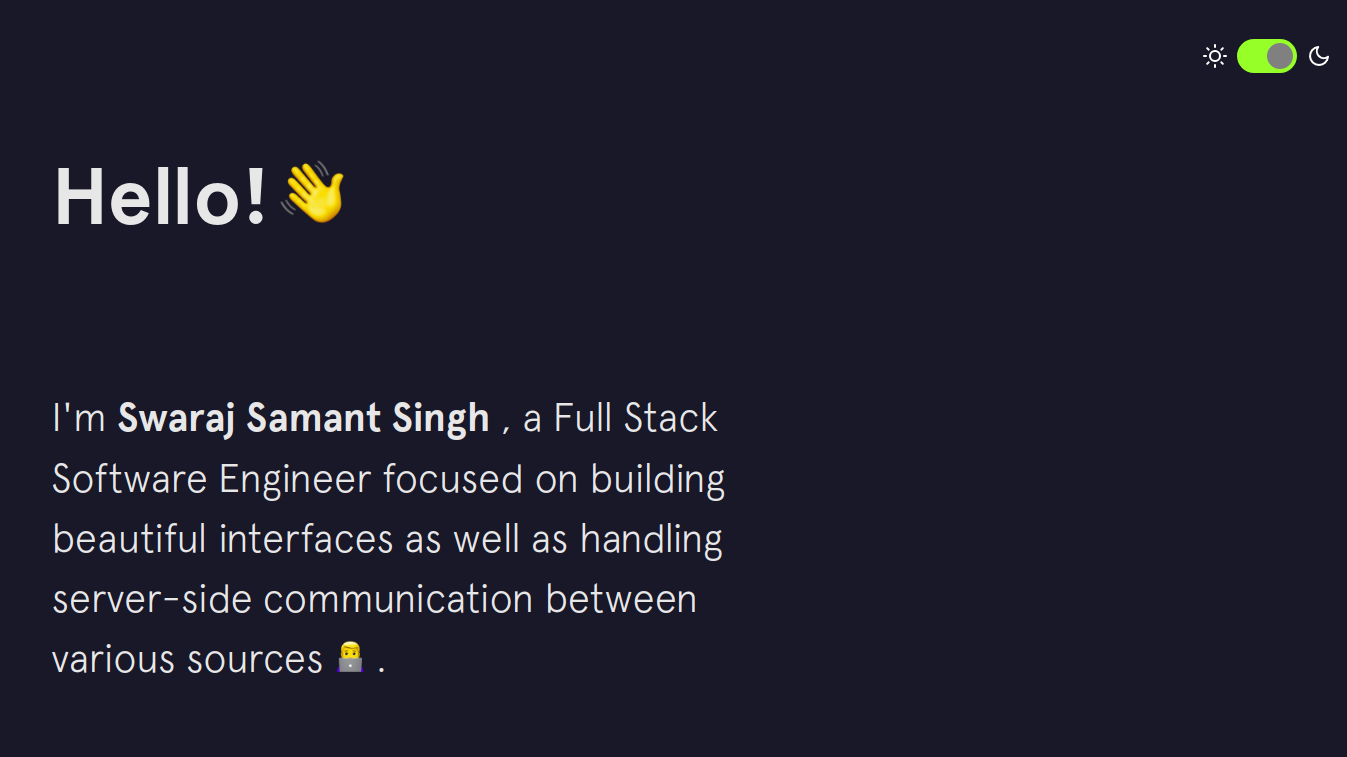 Hello! 👋
I'm Swaraj Samant Singh , a Full Stack
Software Engineer focused on building
beautiful interfaces as well as handling
server-side communication between
various sources 👨‍💻 .